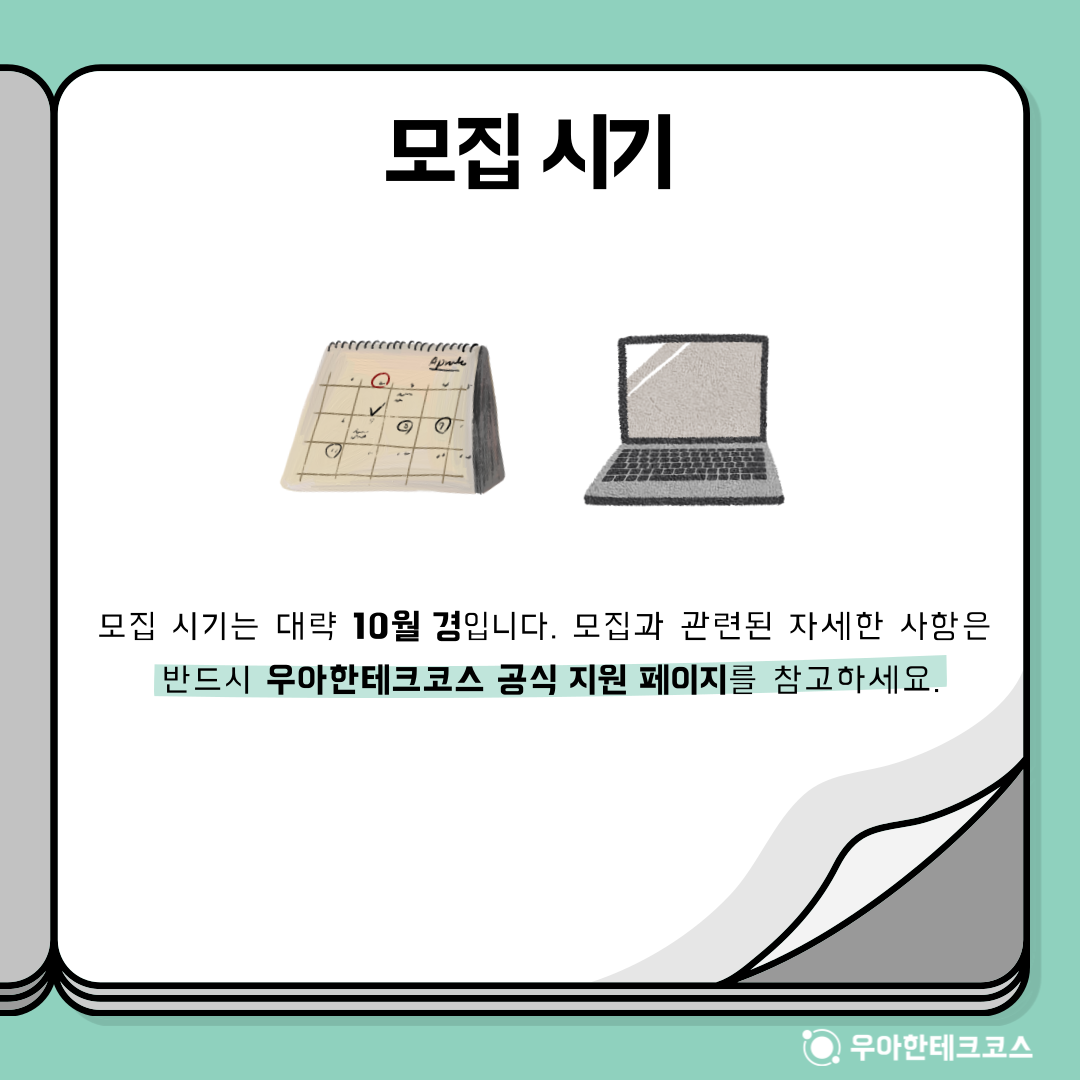 모집 시기
모집 시기는 대략 10월 경입니다. 모집과 관련된 자세한 사항은
반드시 우아한테크코스 공식 지원 페이지를 참고하세요.
우아한테크코스